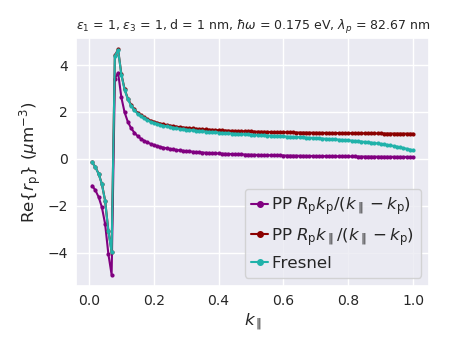 ε₁ = 1, ε₃ = 1, d = 1 nm, ℏω = 0.175 eV, λₚ = 82.67 nm
Re{rₚ} (μm⁻³)
4
2
0
−2
−4
PP Rₚkₚ/(k∥ − kₚ)
PP Rₚk∥/(k∥ − kₚ)
Fresnel
0.0 0.2 0.4 0.6 0.8 1.0
k∥